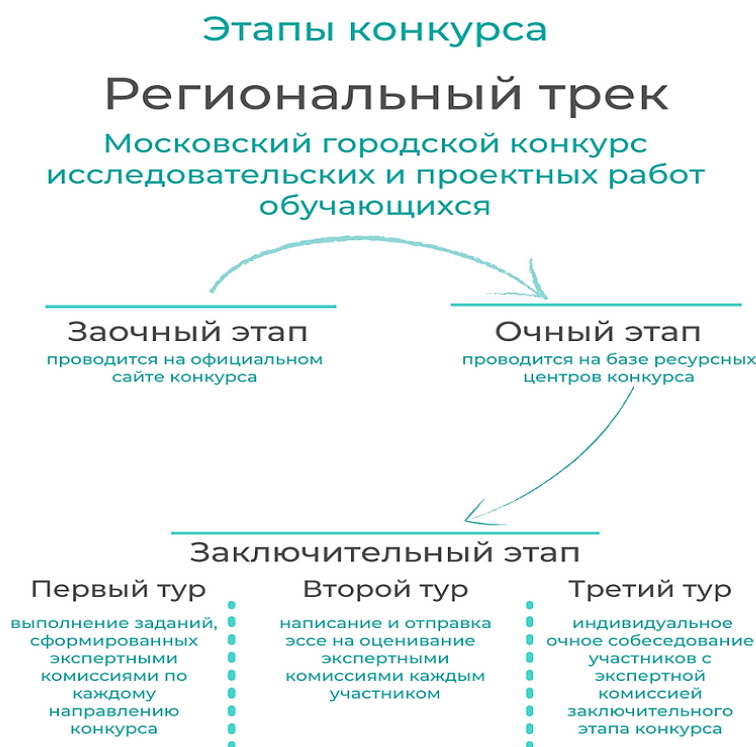 Этапы конкурса
Региональный трек
Московский городской конкурс
исследовательских и проектных работ
обучающихся
Заочный этап
проводится на официальном
сайте конкурса
Очный этап
проводится на базе ресурсных
центров конкурса
Заключительный этап
Первый тур
выполнение заданий,
сформированных
экспертными
комиссиями по
каждому
направлению
конкурса
Второй тур
написание и отправка
эссе на оценивание
экспертными
комиссиями каждым
участником
Третий тур
индивидуальное
очное собеседование
участников с
экспертной
комиссией
заключительного
этапа конкурса